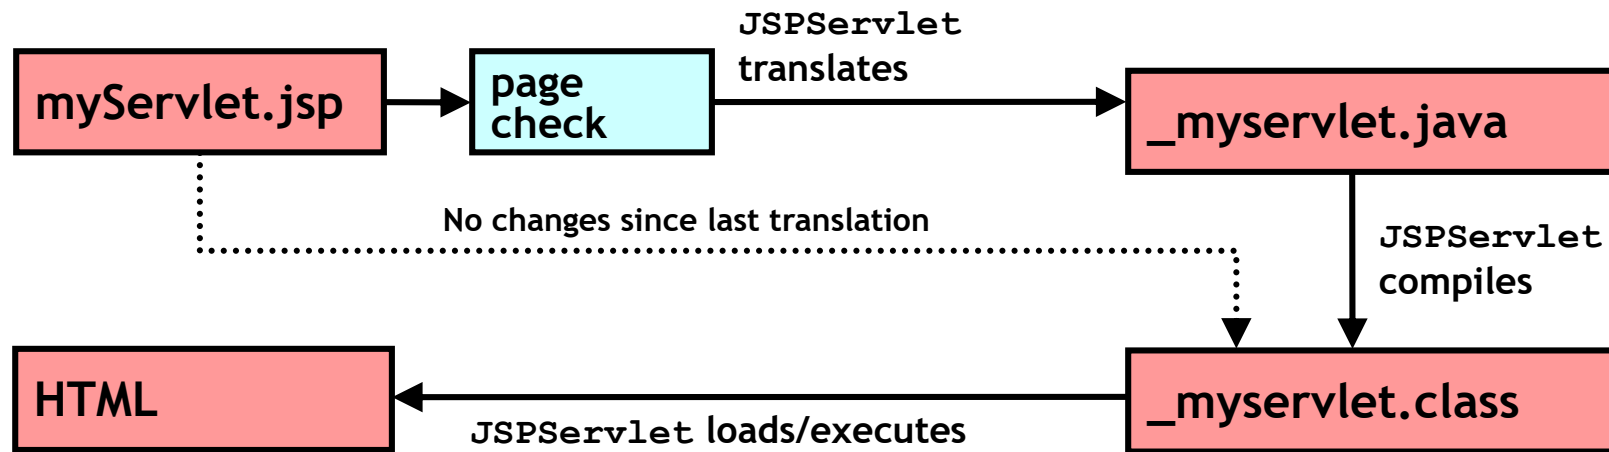 JSPServlet
translates
myServlet.jsp
page
check
_myservlet.java
No changes since last translation
JSPServlet
compiles
HTML
_myservlet.class
JSPServlet loads/executes